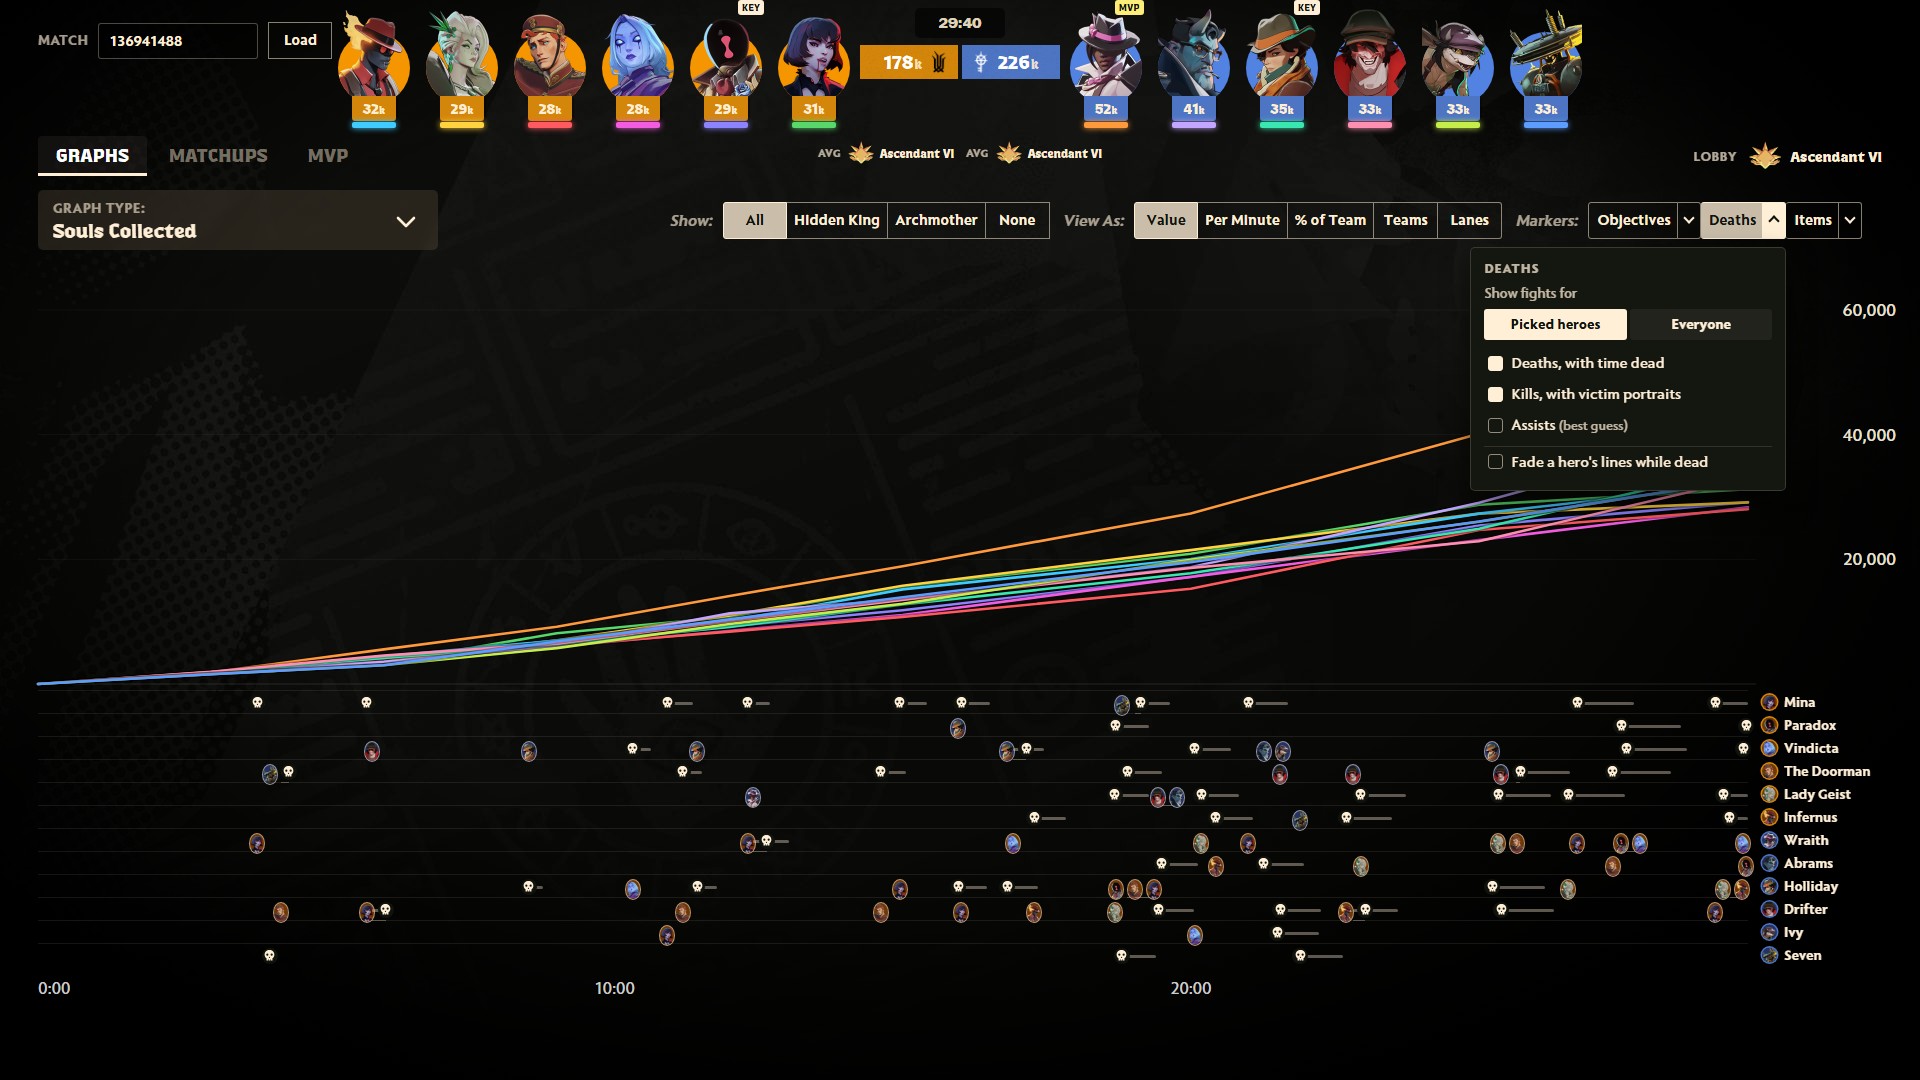 MATCH 136941488 Load
KEY
MVP
KEY
29:40
178k 226k
32k 29k 28k 28k 29k 31k 52k 41k 35k 33k 33k 33k
GRAPHS MATCHUPS MVP
AVG Ascendant VI AVG Ascendant VI
LOBBY Ascendant VI
GRAPH TYPE:
Souls Collected
Show: All Hidden King Archmother None View As: Value Per Minute % of Team Teams Lanes Markers: Objectives Deaths Items
DEATHS
Show fights for
Picked heroes Everyone
Deaths, with time dead
Kills, with victim portraits
Assists (best guess)
Fade a hero's lines while dead
60,000
40,000
20,000
Mina
Paradox
Vindicta
The Doorman
Lady Geist
Infernus
Wraith
Abrams
Holliday
Drifter
Ivy
Seven
0:00 10:00 20:00